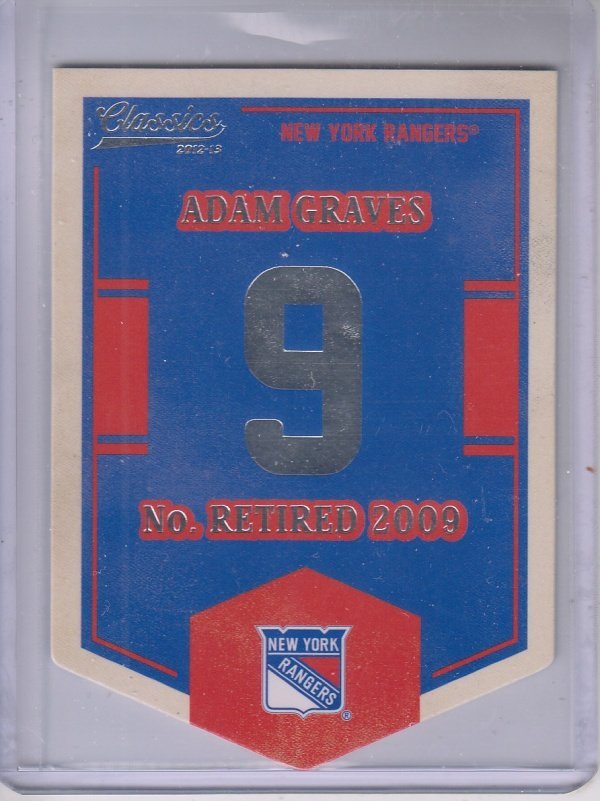 Classics
2012-13
NEW YORK RANGERS®
ADAM GRAVES
9
No. RETIRED 2009
NEW YORK
RANGERS
®